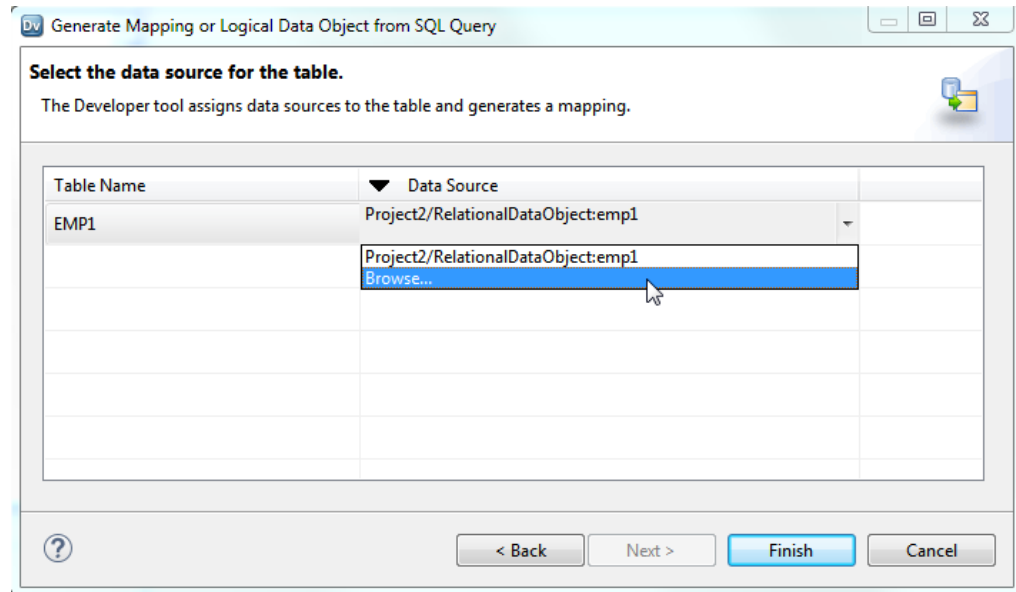 Dv Generate Mapping or Logical Data Object from SQL Query
Select the data source for the table.
The Developer tool assigns data sources to the table and generates a mapping.
Table Name Data Source
EMP1 Project2/RelationalDataObject:emp1
Project2/RelationalDataObject:emp1
Browse...
? < Back Next > Finish Cancel